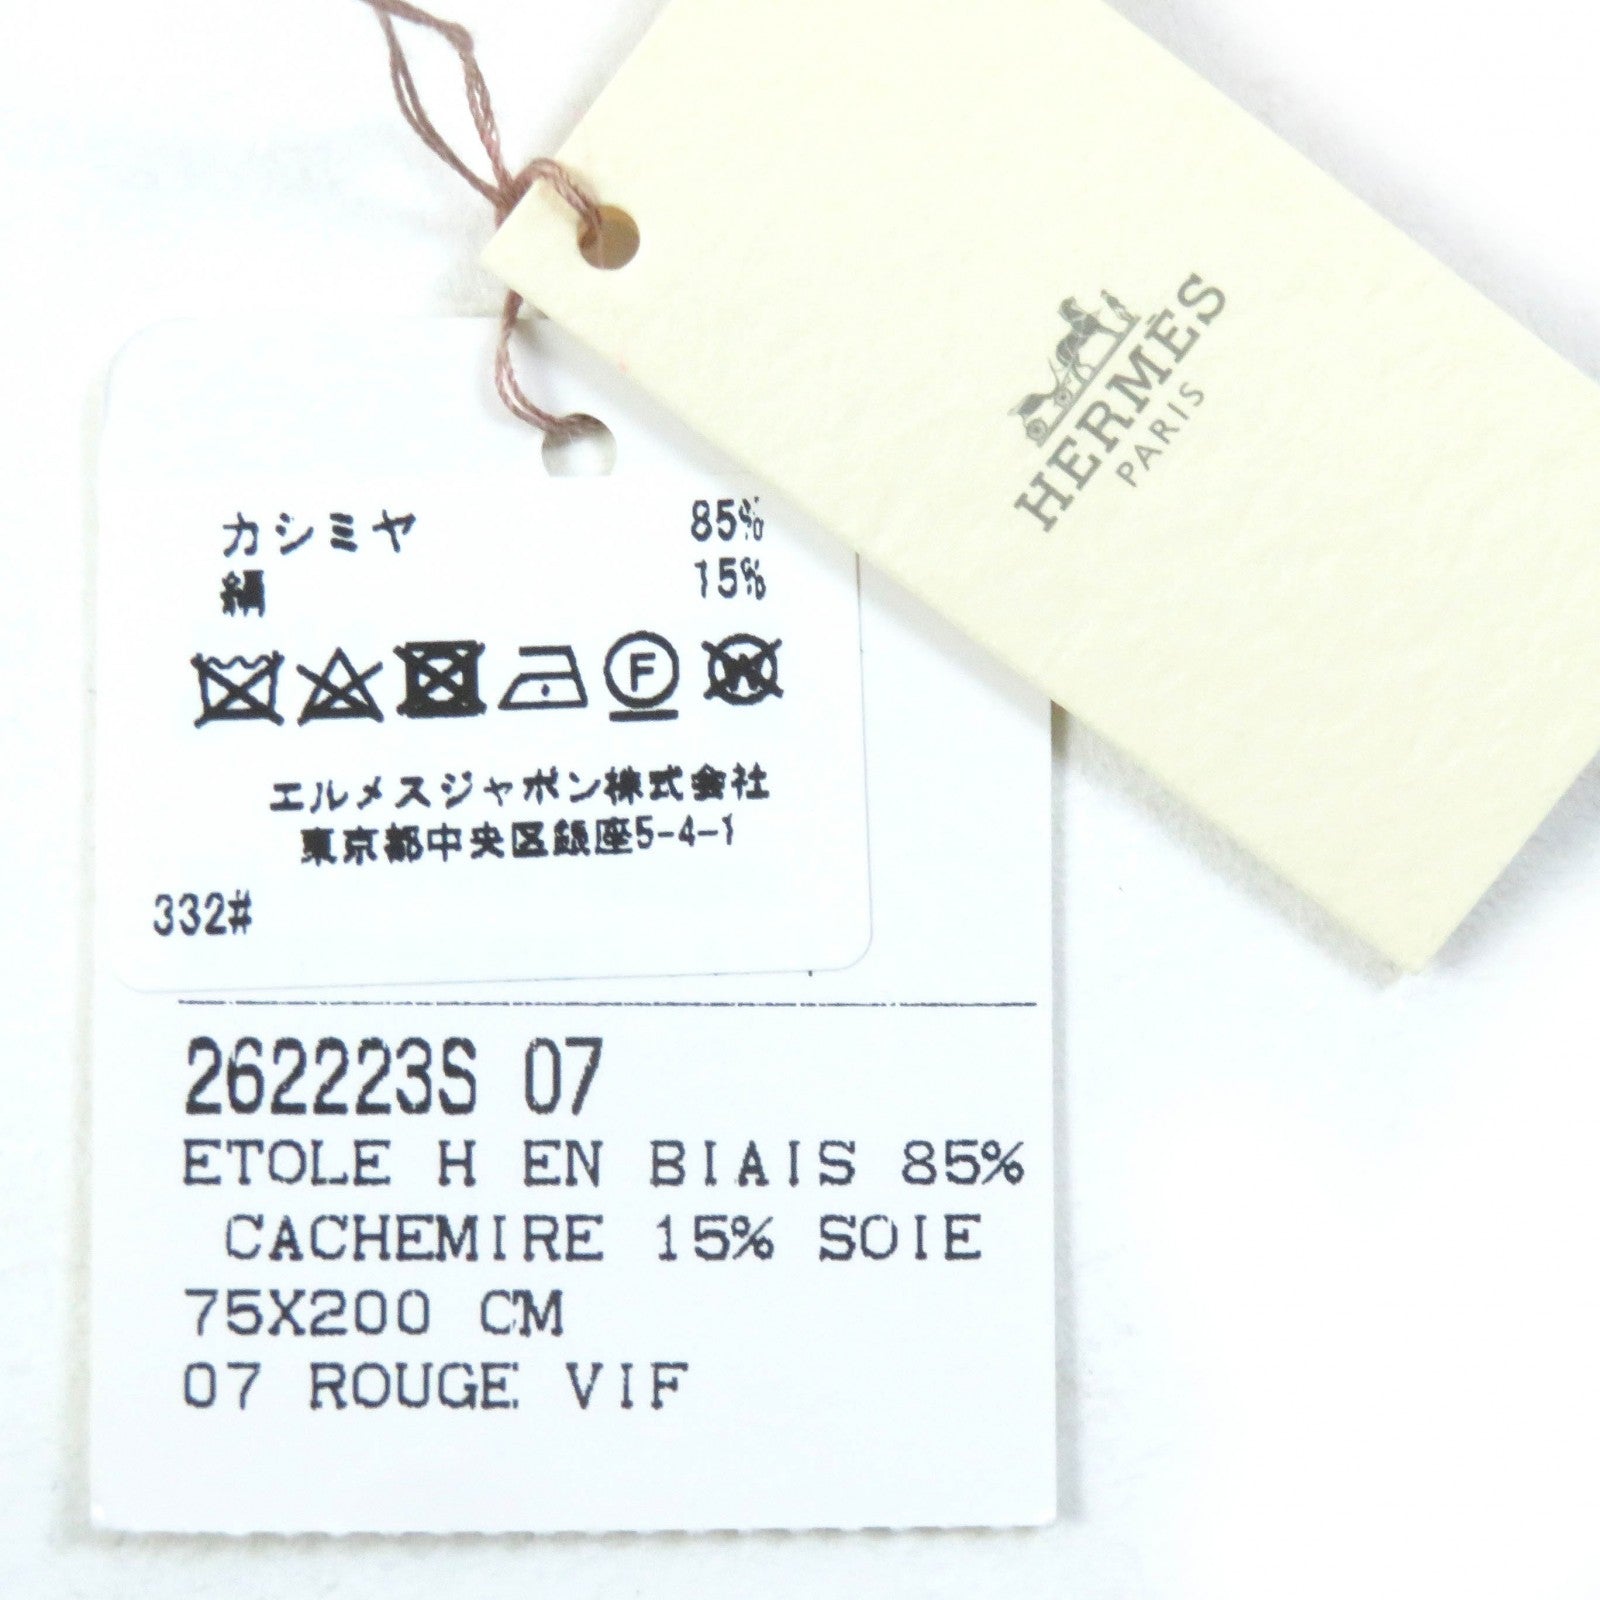 HERMÈS
PARIS
カシミヤ 85%
絹 15%
F
W
エルメスジャポン株式会社
東京都中央区銀座5-4-1
332#
262223S 07
ETOLE H EN BIAIS 85%
CACHEMIRE 15% SOIE
75X200 CM
07 ROUGE VIF